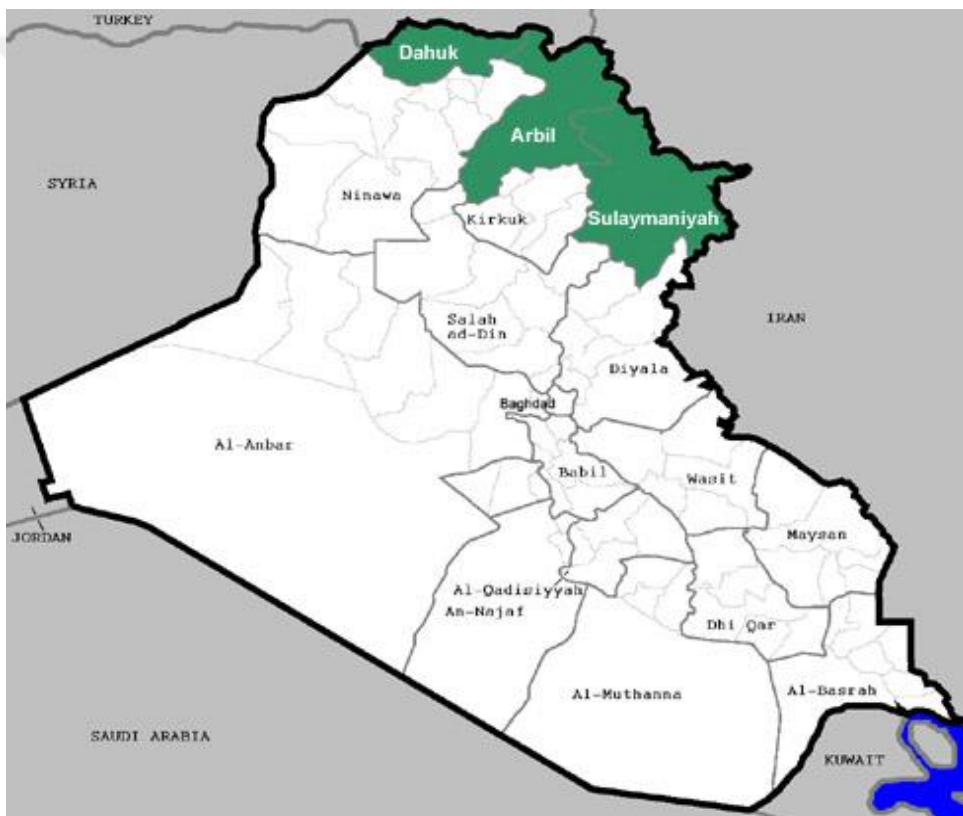 TURKEY
Dahuk
Arbil
SYRIA
Ninawa
Kirkuk
Sulaymaniyah
IRAN
Salah
ad-Din
Diyala
Baghdad
Al-Anbar
Babil
Wasit
JORDAN
Maysan
Al-Qadisiyyah
An-Najaf
Dhi Qar
Al-Muthanna
Al-Basrah
SAUDI ARABIA
KUWAIT